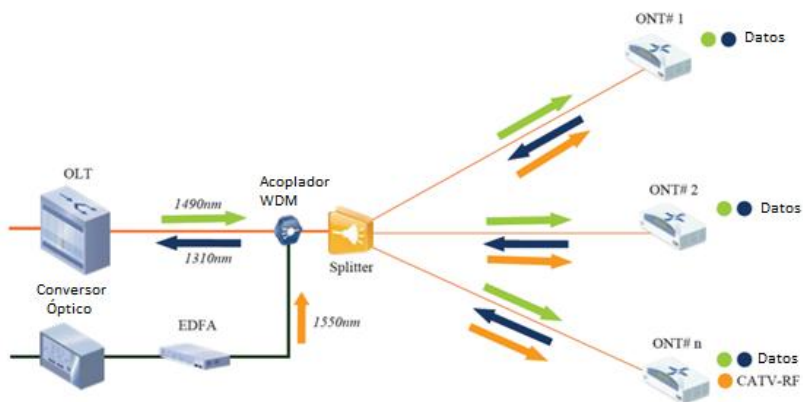 ONT# 1
Datos
OLT
1490nm
1310nm
Acoplador
WDM
Splitter
ONT# 2
Datos
Conversor
Óptico
EDFA
1550nm
ONT# n
Datos
CATV-RF